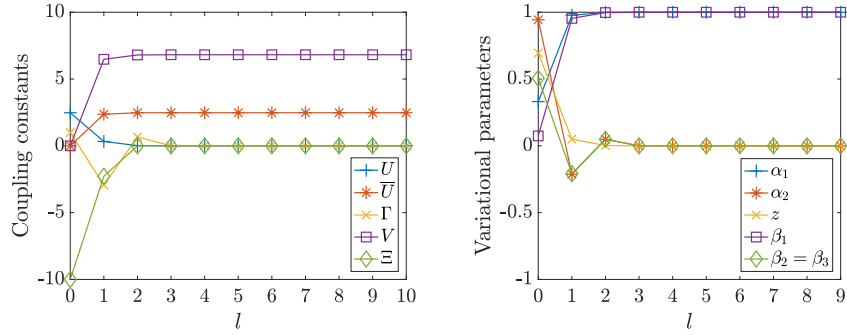 Coupling constants
10
5
0
-5
-10
0 1 2 3 4 5 6 7 8 9 10
l
U
U̅
Γ
V
Ξ
Variational parameters
1
0.5
0
-0.5
-1
0 1 2 3 4 5 6 7 8 9
l
α₁
α₂
z
β₁
β₂ = β₃